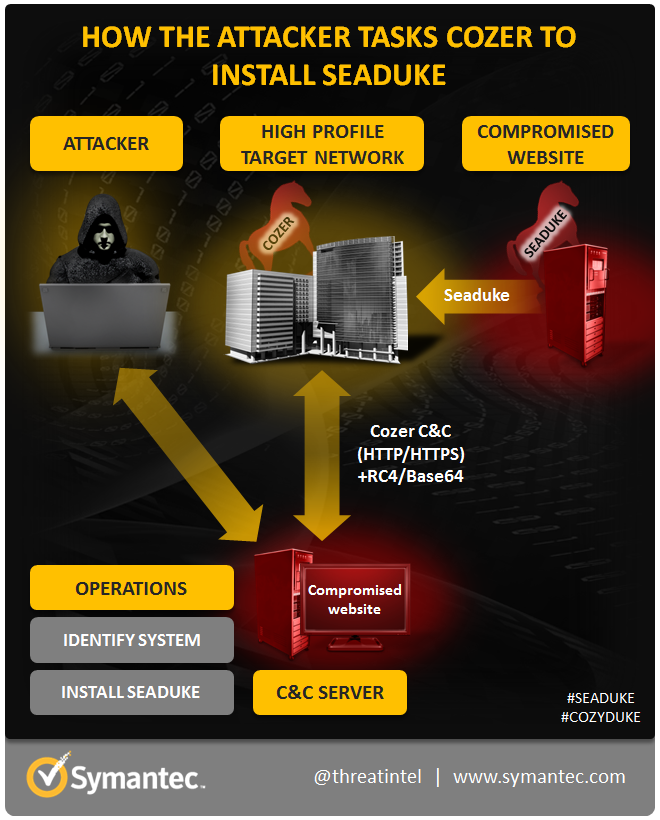 HOW THE ATTACKER TASKS COZER TO
INSTALL SEADUKE
ATTACKER
HIGH PROFILE
TARGET NETWORK
COMPROMISED
WEBSITE
COZER
SEADUKE
Seaduke
Cozer C&C
(HTTP/HTTPS)
+RC4/Base64
Compromised
website
OPERATIONS
IDENTIFY SYSTEM
INSTALL SEADUKE
C&C SERVER
#SEADUKE
#COZYDUKE
Symantec™
@threatintel | www.symantec.com